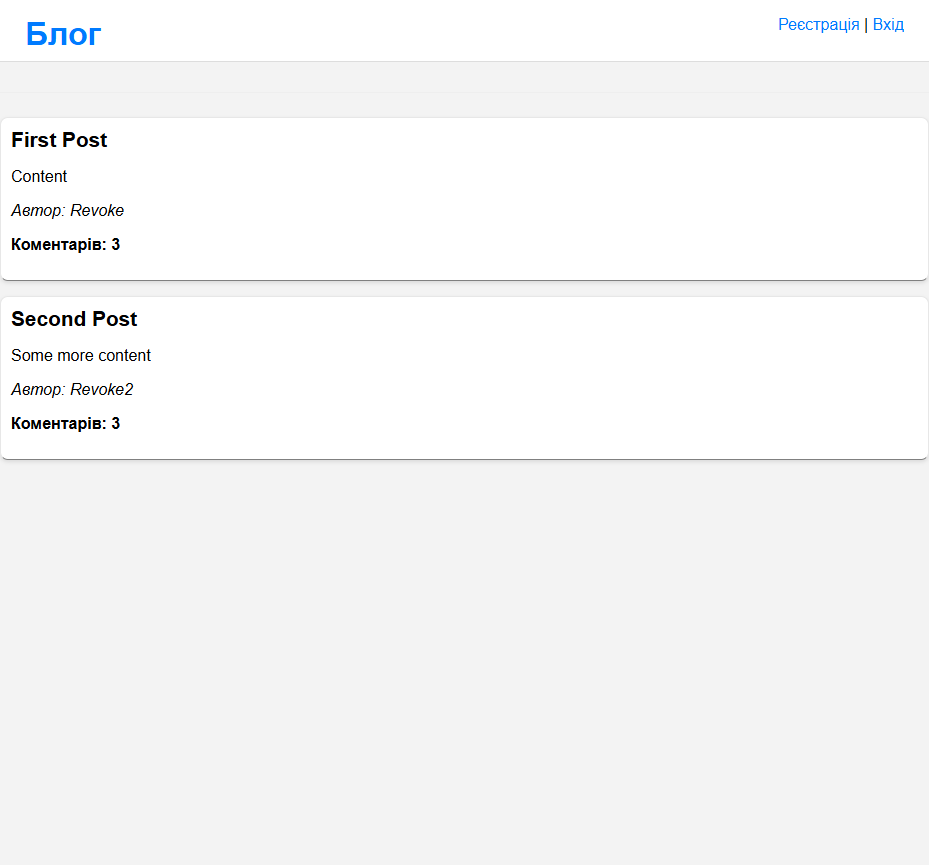 Блог
Реєстрація | Вхід
First Post
Content
Автор: Revoke
Коментарів: 3
Second Post
Some more content
Автор: Revoke2
Коментарів: 3